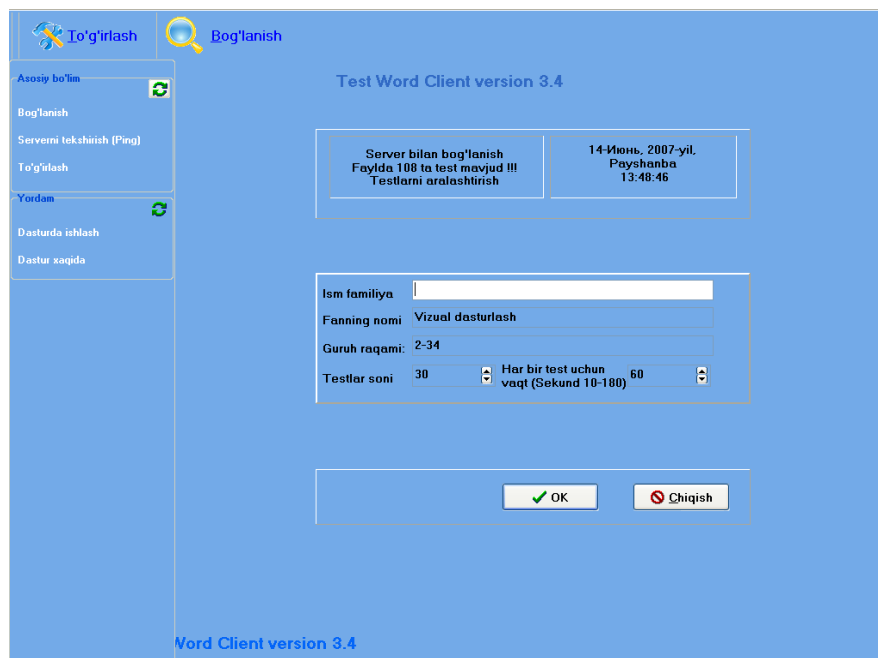 To'g'irlash
Bog'lanish
Asosiy bo'lim
Bog'lanish
Serverni tekshirish (Ping)
To'g'irlash
Yordam
Dasturda ishlash
Dastur xaqida
Test Word Client version 3.4
Server bilan bog'lanish
Faylda 108 ta test mavjud !!!
Testlarni aralashtirish
14-Июнь, 2007-yil,
Payshanba
13:48:46
Ism familiya
Fanning nomi Vizual dasturlash
Guruh raqami: 2-34
Testlar soni 30
Har bir test uchun
vaqt (Sekund 10-180) 60
OK
Chiqish
Word Client version 3.4